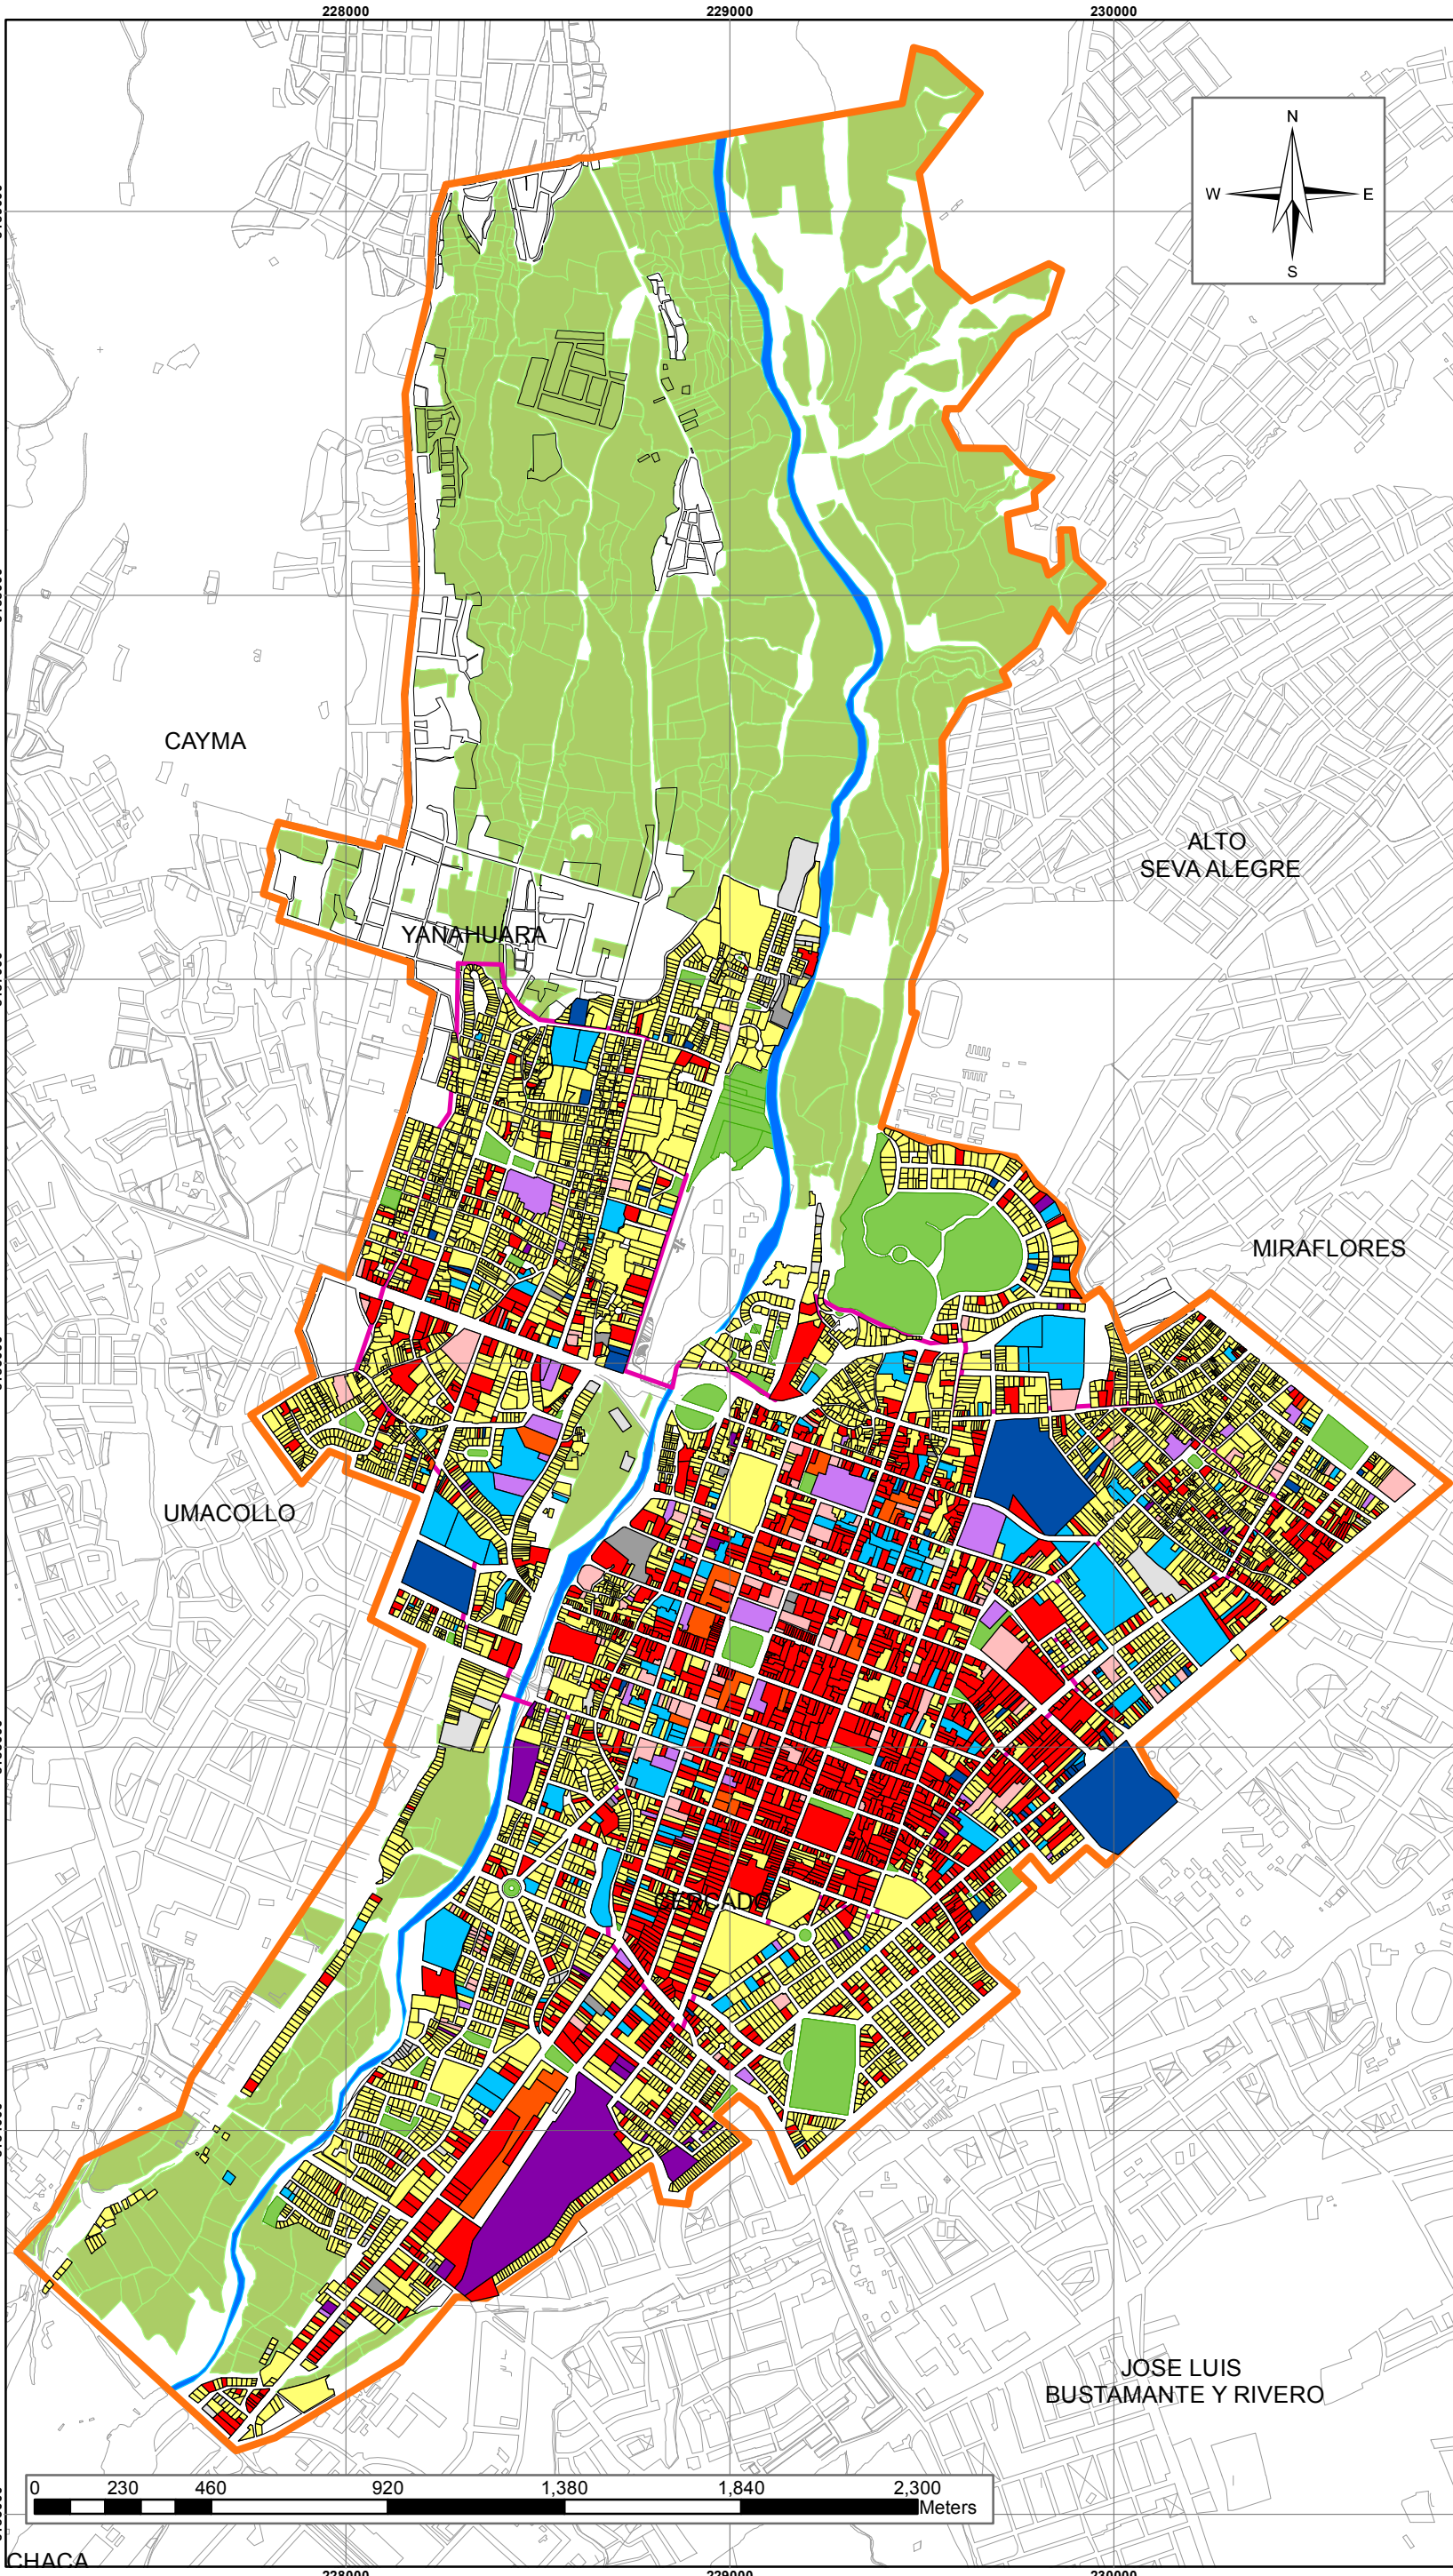 228000
229000
230000
N
W
E
S
CAYMA
ALTO
SEVA ALEGRE
YANAHUARA
MIRAFLORES
UMACOLLO
CERCADO
JOSE LUIS
BUSTAMANTE Y RIVERO
0 230 460 920 1,380 1,840 2,300
Meters
CHACA
228000
229000
230000